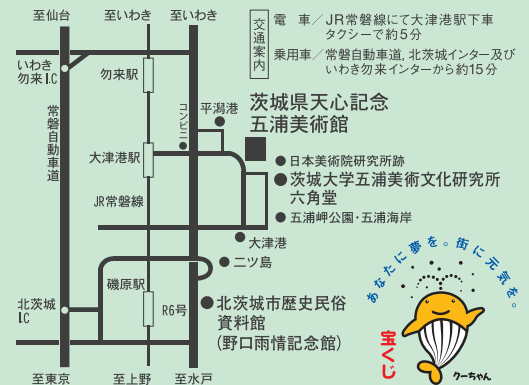 至仙台
至いわき
至いわき
交通案内
電　車／JR常磐線にて大津港駅下車
タクシーで約5分
乗用車／常磐自動車道, 北茨城インター及び
いわき勿来インターから約15分
いわき
勿来I.C
勿来駅
コンビニ
平潟港
茨城県天心記念
五浦美術館
常磐自動車道
大津港駅
日本美術院研究所跡
茨城大学五浦美術文化研究所
六角堂
JR常磐線
五浦岬公園・五浦海岸
大津港
二ツ島
磯原駅
北茨城
I.C
R6号
北茨城市歴史民俗
資料館
（野口雨情記念館）
至東京
至上野
至水戸
あなたに夢を。街に元気を。
宝くじ
クーちゃん